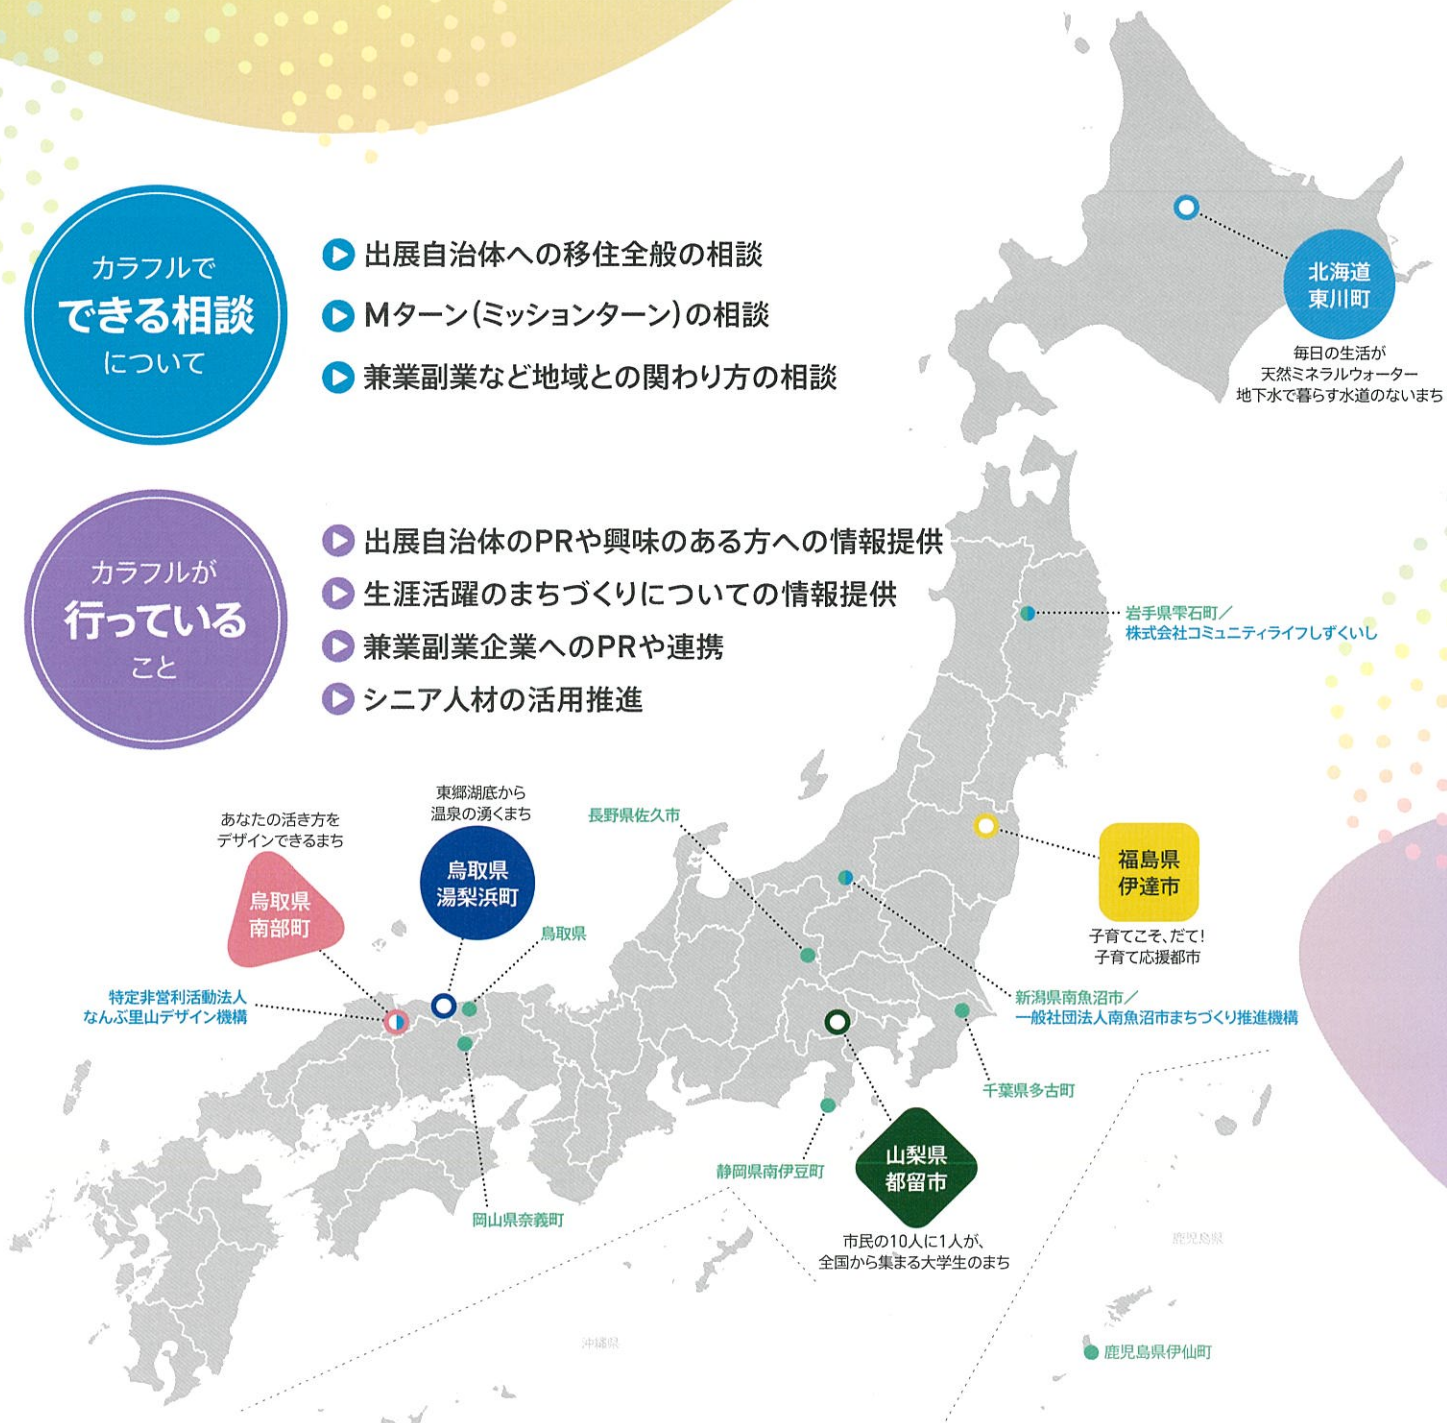 カラフルで
できる相談
について
出展自治体への移住全般の相談
Mターン(ミッションターン)の相談
兼業副業など地域との関わり方の相談
カラフルが
行っている
こと
出展自治体のPRや興味のある方への情報提供
生涯活躍のまちづくりについての情報提供
兼業副業企業へのPRや連携
シニア人材の活用推進
北海道
東川町
毎日の生活が
天然ミネラルウォーター
地下水で暮らす水道のないまち
岩手県雫石町／
株式会社コミュニティライフしずくいし
福島県
伊達市
子育てこそ、だて!
子育て応援都市
新潟県南魚沼市／
一般社団法人南魚沼市まちづくり推進機構
長野県佐久市
千葉県多古町
山梨県
都留市
市民の10人に1人が、
全国から集まる大学生のまち
静岡県南伊豆町
東郷湖底から
温泉の湧くまち
鳥取県
湯梨浜町
鳥取県
あなたの活き方を
デザインできるまち
鳥取県
南部町
特定非営利活動法人
なんぶ里山デザイン機構
岡山県奈義町
沖縄県
鹿児島県
鹿児島県伊仙町